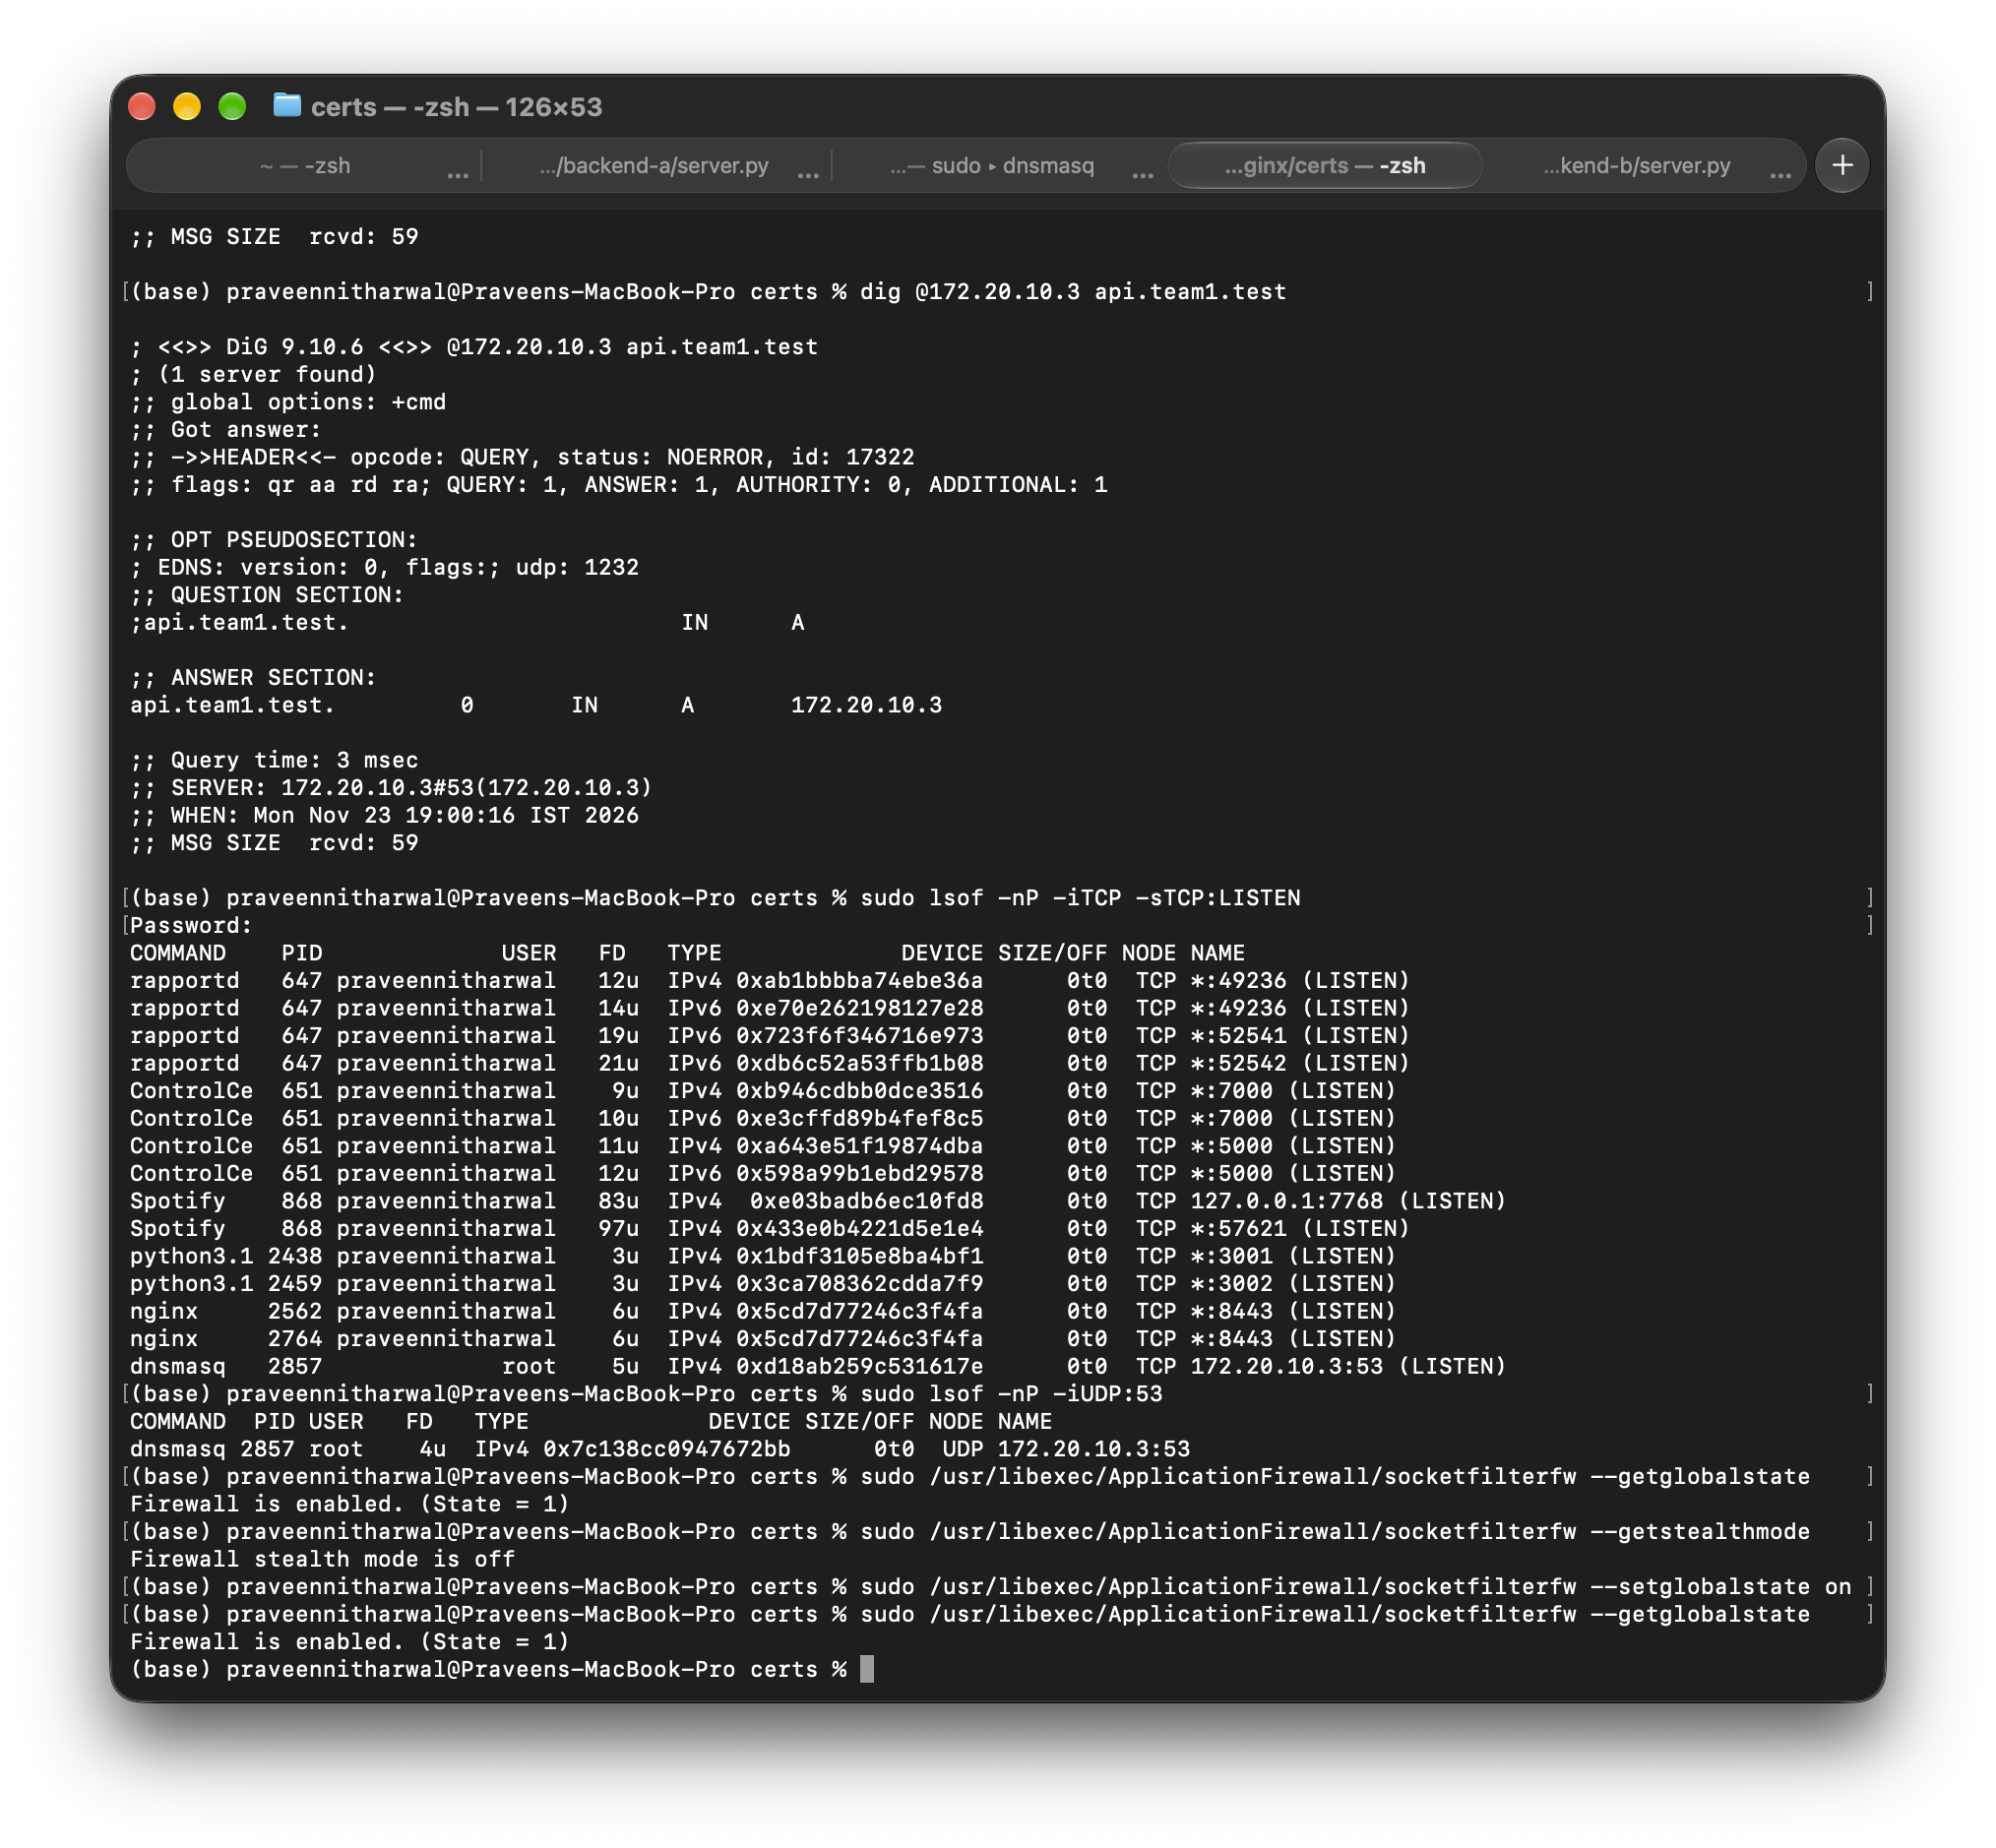 certs — -zsh — 126×53
~ — -zsh ... .../backend-a/server.py ... ...— sudo ▸ dnsmasq ... ...ginx/certs — -zsh ...kend-b/server.py ... +
;; MSG SIZE  rcvd: 59
[(base) praveennitharwal@Praveens-MacBook-Pro certs % dig @172.20.10.3 api.team1.test ]
; <<>> DiG 9.10.6 <<>> @172.20.10.3 api.team1.test
; (1 server found)
;; global options: +cmd
;; Got answer:
;; ->>HEADER<<- opcode: QUERY, status: NOERROR, id: 17322
;; flags: qr aa rd ra; QUERY: 1, ANSWER: 1, AUTHORITY: 0, ADDITIONAL: 1
;; OPT PSEUDOSECTION:
; EDNS: version: 0, flags:; udp: 1232
;; QUESTION SECTION:
;api.team1.test. IN A
;; ANSWER SECTION:
api.team1.test. 0 IN A 172.20.10.3
;; Query time: 3 msec
;; SERVER: 172.20.10.3#53(172.20.10.3)
;; WHEN: Mon Nov 23 19:00:16 IST 2026
;; MSG SIZE  rcvd: 59
[(base) praveennitharwal@Praveens-MacBook-Pro certs % sudo lsof -nP -iTCP -sTCP:LISTEN ]
[Password: ]
COMMAND PID USER FD TYPE DEVICE SIZE/OFF NODE NAME
rapportd 647 praveennitharwal 12u IPv4 0xab1bbbba74ebe36a 0t0 TCP *:49236 (LISTEN)
rapportd 647 praveennitharwal 14u IPv6 0xe70e262198127e28 0t0 TCP *:49236 (LISTEN)
rapportd 647 praveennitharwal 19u IPv6 0x723f6f346716e973 0t0 TCP *:52541 (LISTEN)
rapportd 647 praveennitharwal 21u IPv6 0xdb6c52a53ffb1b08 0t0 TCP *:52542 (LISTEN)
ControlCe 651 praveennitharwal 9u IPv4 0xb946cdbb0dce3516 0t0 TCP *:7000 (LISTEN)
ControlCe 651 praveennitharwal 10u IPv6 0xe3cffd89b4fef8c5 0t0 TCP *:7000 (LISTEN)
ControlCe 651 praveennitharwal 11u IPv4 0xa643e51f19874dba 0t0 TCP *:5000 (LISTEN)
ControlCe 651 praveennitharwal 12u IPv6 0x598a99b1ebd29578 0t0 TCP *:5000 (LISTEN)
Spotify 868 praveennitharwal 83u IPv4 0xe03badb6ec10fd8 0t0 TCP 127.0.0.1:7768 (LISTEN)
Spotify 868 praveennitharwal 97u IPv4 0x433e0b4221d5e1e4 0t0 TCP *:57621 (LISTEN)
python3.1 2438 praveennitharwal 3u IPv4 0x1bdf3105e8ba4bf1 0t0 TCP *:3001 (LISTEN)
python3.1 2459 praveennitharwal 3u IPv4 0x3ca708362cdda7f9 0t0 TCP *:3002 (LISTEN)
nginx 2562 praveennitharwal 6u IPv4 0x5cd7d77246c3f4fa 0t0 TCP *:8443 (LISTEN)
nginx 2764 praveennitharwal 6u IPv4 0x5cd7d77246c3f4fa 0t0 TCP *:8443 (LISTEN)
dnsmasq 2857 root 5u IPv4 0xd18ab259c531617e 0t0 TCP 172.20.10.3:53 (LISTEN)
[(base) praveennitharwal@Praveens-MacBook-Pro certs % sudo lsof -nP -iUDP:53 ]
COMMAND PID USER FD TYPE DEVICE SIZE/OFF NODE NAME
dnsmasq 2857 root 4u IPv4 0x7c138cc0947672bb 0t0 UDP 172.20.10.3:53
[(base) praveennitharwal@Praveens-MacBook-Pro certs % sudo /usr/libexec/ApplicationFirewall/socketfilterfw --getglobalstate ]
Firewall is enabled. (State = 1)
[(base) praveennitharwal@Praveens-MacBook-Pro certs % sudo /usr/libexec/ApplicationFirewall/socketfilterfw --getstealthmode ]
Firewall stealth mode is off
[(base) praveennitharwal@Praveens-MacBook-Pro certs % sudo /usr/libexec/ApplicationFirewall/socketfilterfw --setglobalstate on ]
[(base) praveennitharwal@Praveens-MacBook-Pro certs % sudo /usr/libexec/ApplicationFirewall/socketfilterfw --getglobalstate ]
Firewall is enabled. (State = 1)
(base) praveennitharwal@Praveens-MacBook-Pro certs %